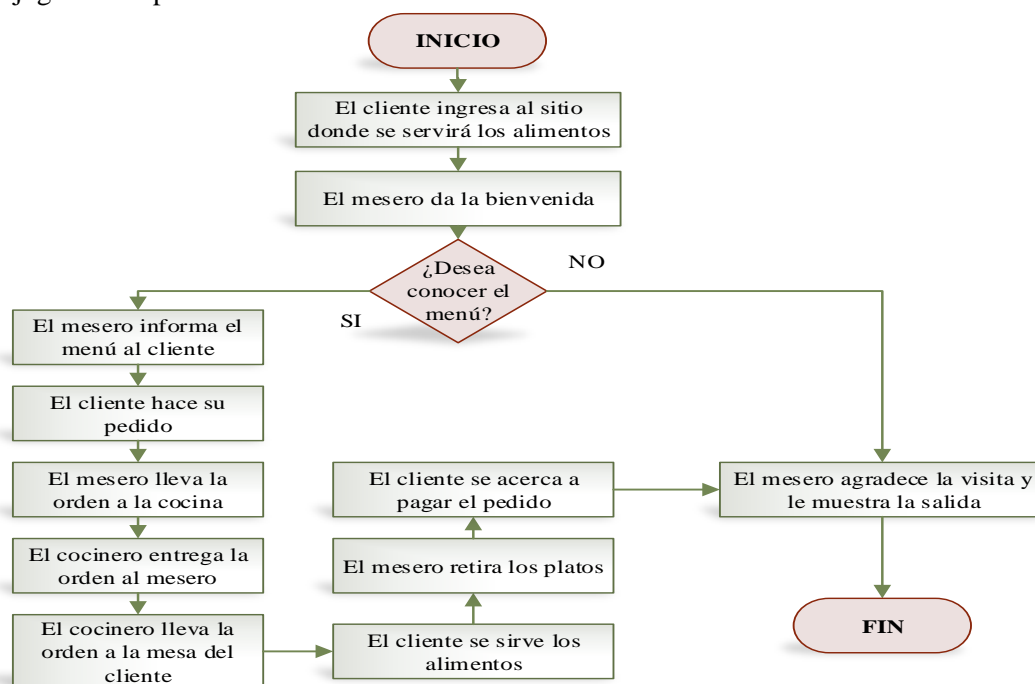 INICIO
El cliente ingresa al sitio
donde se servirá los alimentos
El mesero da la bienvenida
¿Desea
conocer el
menú?
NO
SI
El mesero informa el
menú al cliente
El cliente hace su
pedido
El mesero lleva la
orden a la cocina
El cocinero entrega la
orden al mesero
El cocinero lleva la
orden a la mesa del
cliente
El cliente se sirve los
alimentos
El mesero retira los platos
El cliente se acerca a
pagar el pedido
El mesero agradece la visita y
le muestra la salida
FIN